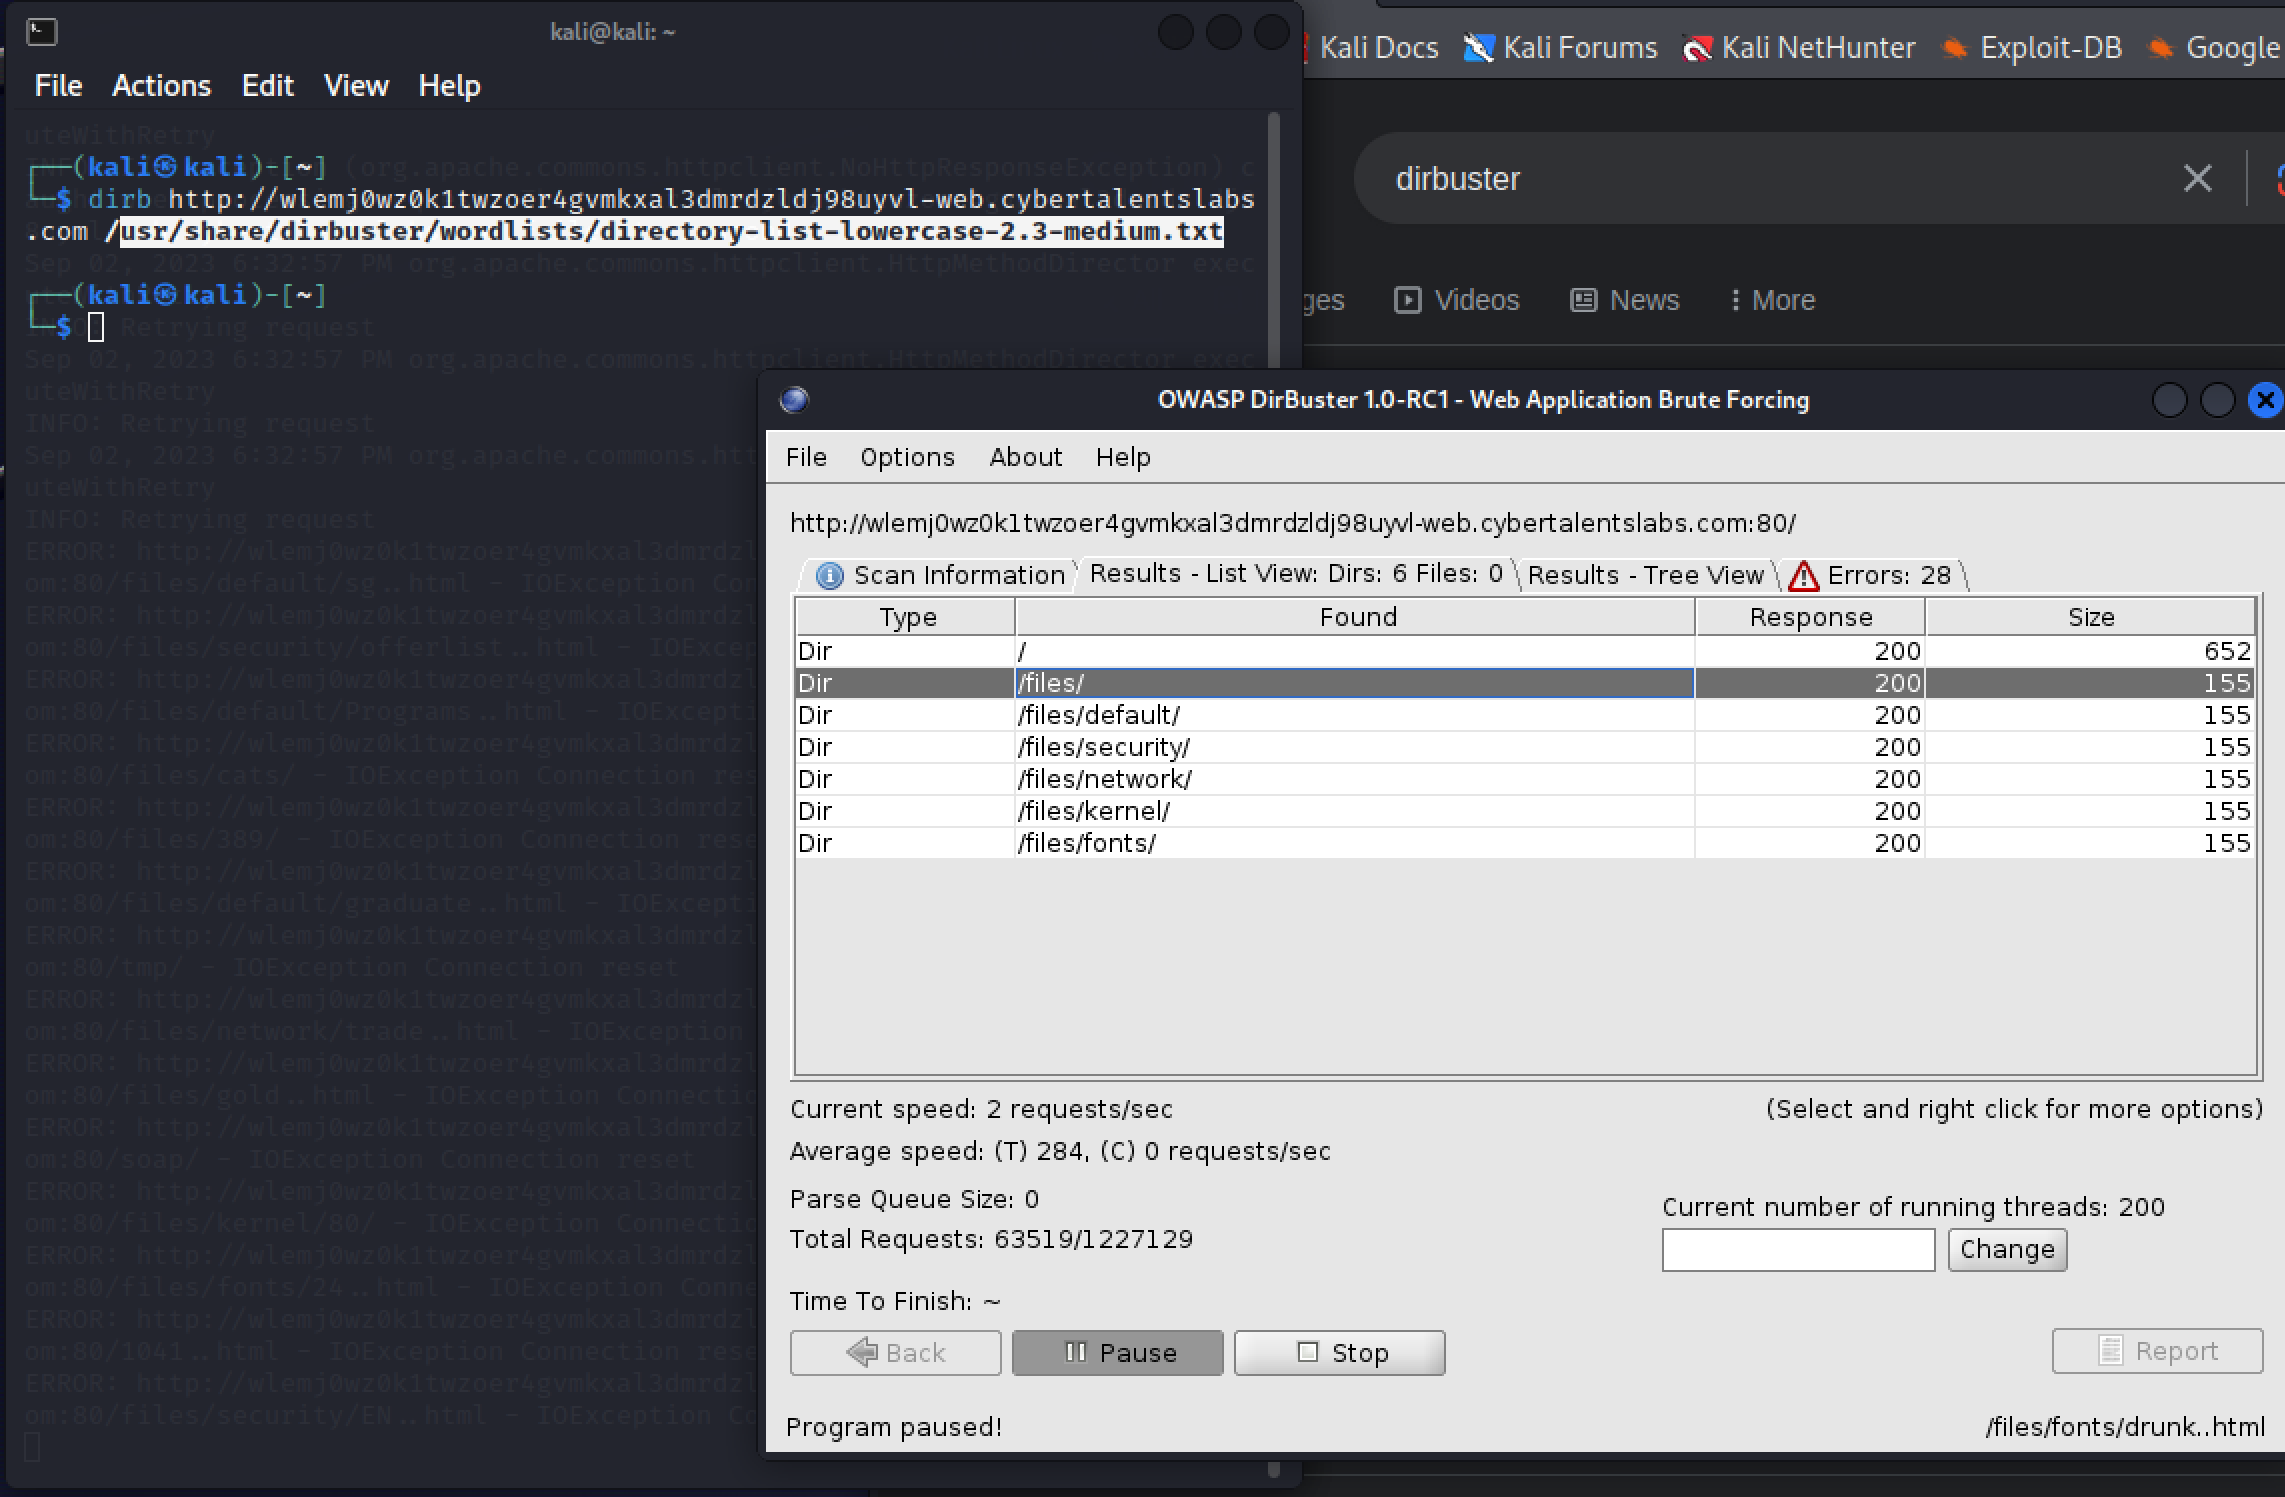 kali@kali: ~
File Actions Edit View Help
uteWithRetry
(org.apache.commons.httpclient.NoHttpResponseException) c
┌──(kali㉿kali)-[~]
└─$ dirb http://wlemj0wz0k1twzoer4gvmkxal3dmrdzldj98uyvl-web.cybertalentslabs
.com /usr/share/dirbuster/wordlists/directory-list-lowercase-2.3-medium.txt
Sep 02, 2023 6:32:57 PM org.apache.commons.httpclient.HttpMethodDirector exec
┌──(kali㉿kali)-[~]
└─$
INFO: Retrying request
Sep 02, 2023 6:32:57 PM org.apache.commons.httpclient.HttpMethodDirector exec
uteWithRetry
INFO: Retrying request
Sep 02, 2023 6:32:57 PM org.apache.commons.htt
uteWithRetry
INFO: Retrying request
ERROR: http://wlemj0wz0k1twzoer4gvmkxal3dmrdzl
om:80/files/default/sg..html - IOException Con
ERROR: http://wlemj0wz0k1twzoer4gvmkxal3dmrdzl
om:80/files/security/offerlist..html - IOExcep
ERROR: http://wlemj0wz0k1twzoer4gvmkxal3dmrdzl
om:80/files/default/Programs..html - IOExcepti
ERROR: http://wlemj0wz0k1twzoer4gvmkxal3dmrdzl
om:80/files/cats/ - IOException Connection res
ERROR: http://wlemj0wz0k1twzoer4gvmkxal3dmrdzl
om:80/files/389/ - IOException Connection rese
ERROR: http://wlemj0wz0k1twzoer4gvmkxal3dmrdzl
om:80/files/default/graduate..html - IOExcepti
ERROR: http://wlemj0wz0k1twzoer4gvmkxal3dmrdzl
om:80/tmp/ - IOException Connection reset
ERROR: http://wlemj0wz0k1twzoer4gvmkxal3dmrdzl
om:80/files/network/trade..html - IOException
ERROR: http://wlemj0wz0k1twzoer4gvmkxal3dmrdzl
om:80/files/gold..html - IOException Connectio
ERROR: http://wlemj0wz0k1twzoer4gvmkxal3dmrdzl
om:80/soap/ - IOException Connection reset
ERROR: http://wlemj0wz0k1twzoer4gvmkxal3dmrdzl
om:80/files/kernel/80/ - IOException Connectio
ERROR: http://wlemj0wz0k1twzoer4gvmkxal3dmrdzl
om:80/files/fonts/24..html - IOException Conne
ERROR: http://wlemj0wz0k1twzoer4gvmkxal3dmrdzl
om:80/1041..html - IOException Connection rese
ERROR: http://wlemj0wz0k1twzoer4gvmkxal3dmrdzl
om:80/files/security/EN..html - IOException Co
Kali Docs Kali Forums Kali NetHunter Exploit-DB Google
dirbuster
ges Videos News More
OWASP DirBuster 1.0-RC1 - Web Application Brute Forcing
File Options About Help
http://wlemj0wz0k1twzoer4gvmkxal3dmrdzldj98uyvl-web.cybertalentslabs.com:80/
Scan Information Results - List View: Dirs: 6 Files: 0 Results - Tree View Errors: 28
Type Found Response Size
Dir / 200 652
Dir /files/ 200 155
Dir /files/default/ 200 155
Dir /files/security/ 200 155
Dir /files/network/ 200 155
Dir /files/kernel/ 200 155
Dir /files/fonts/ 200 155
Current speed: 2 requests/sec (Select and right click for more options)
Average speed: (T) 284, (C) 0 requests/sec
Parse Queue Size: 0
Current number of running threads: 200
Total Requests: 63519/1227129
Change
Time To Finish: ~
Back Pause Stop Report
Program paused! /files/fonts/drunk..html